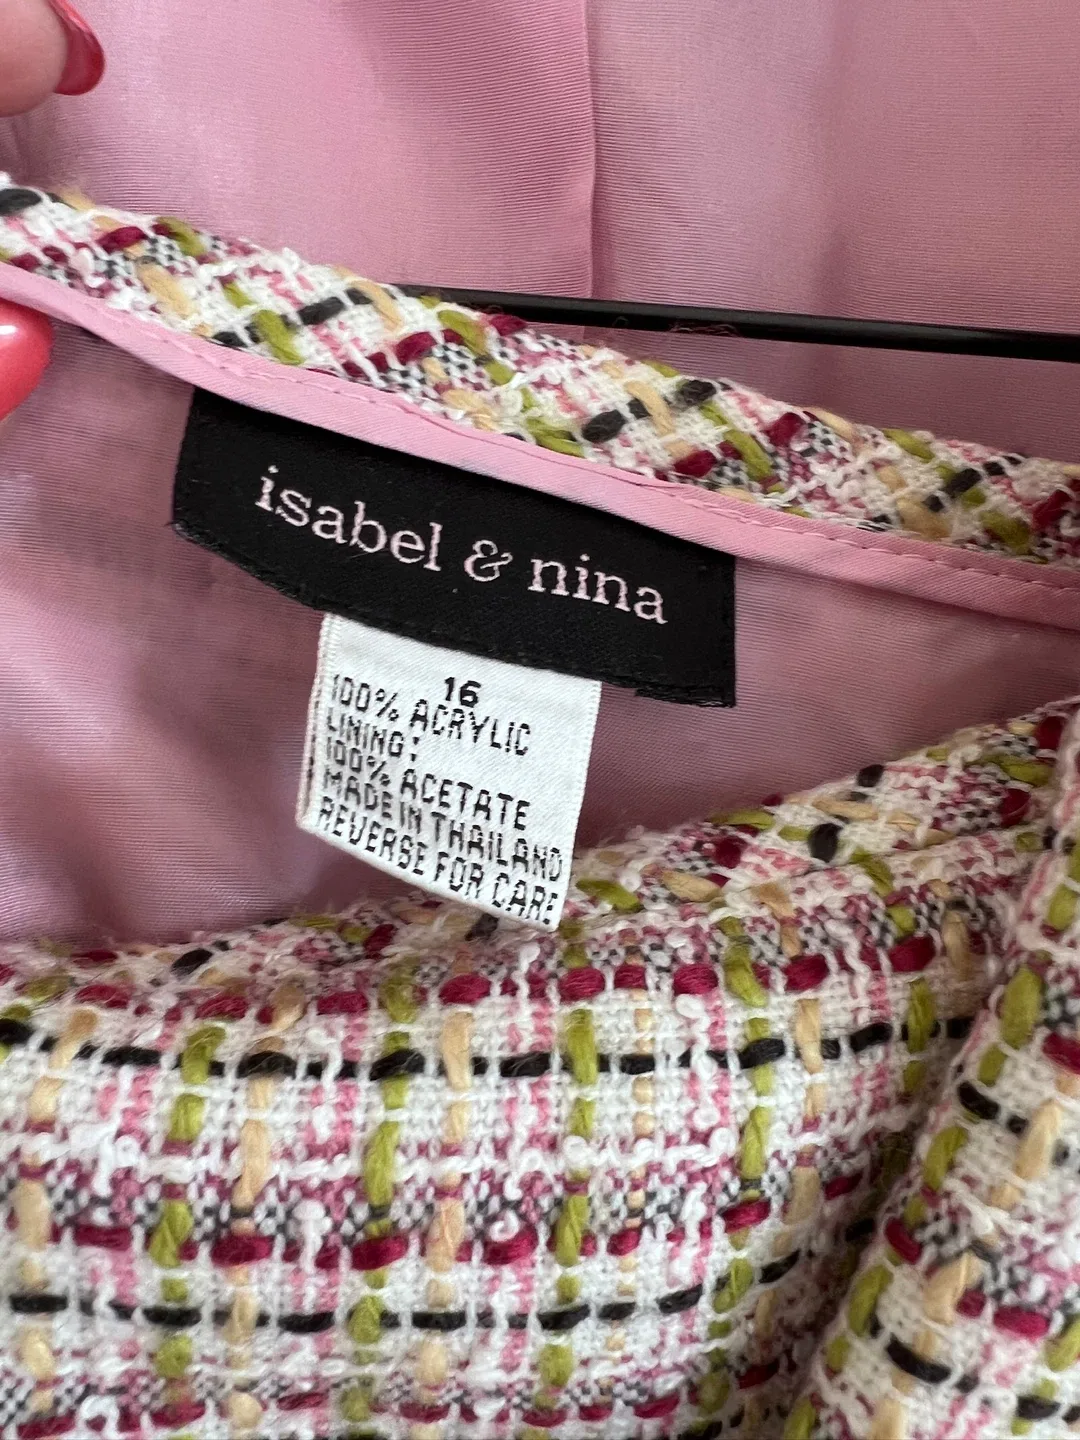 isabel & nina
16
100% ACRYLIC
LINING:
100% ACETATE
MADE IN THAILAND
REVERSE FOR CARE